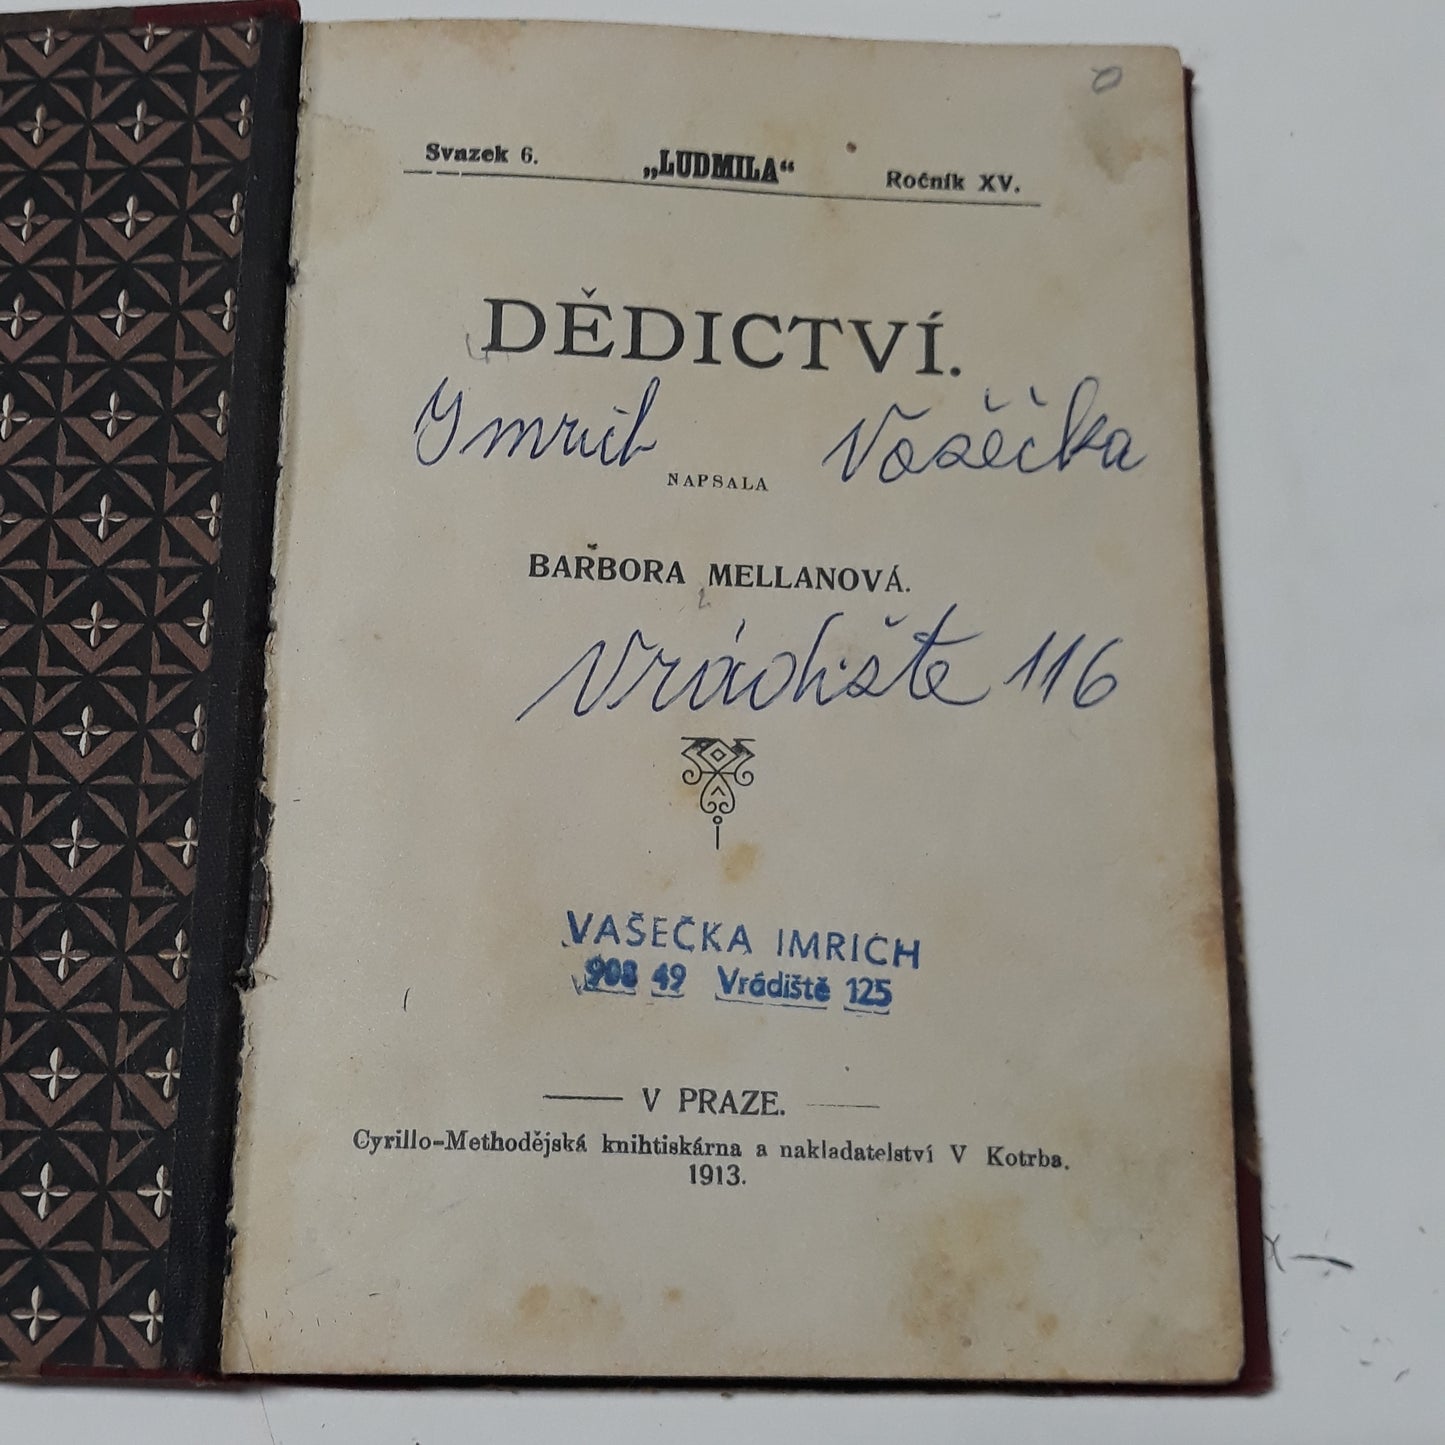 Svazek 6. „LUDMILA“ Ročník XV.
DĚDICTVÍ.
Imrich Vašečka
NAPSALA
BARBORA MELLANOVÁ.
Vrádište 116
VAŠEČKA IMRICH
908 49 Vrádiště 125
V PRAZE.
Cyrillo-Methodějská knihtiskárna a nakladatelství V Kotrba.
1913.